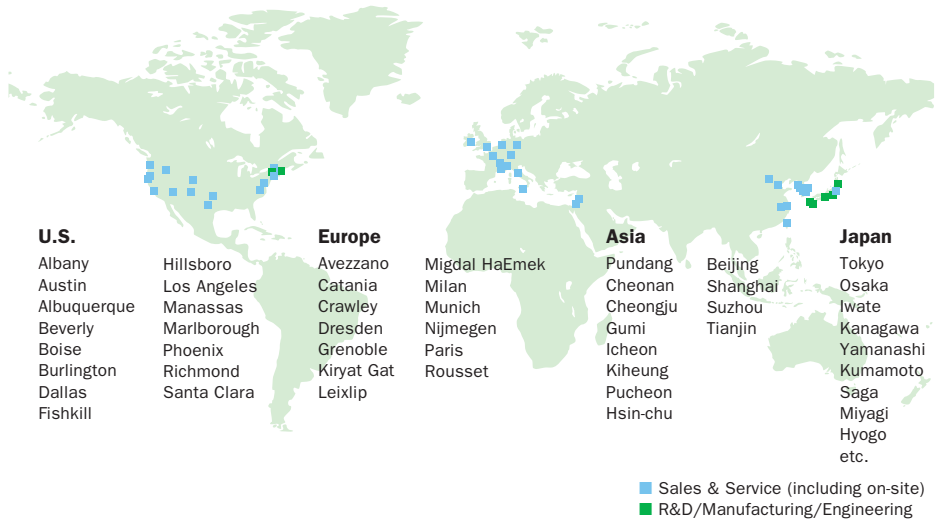 U.S.
Albany
Austin
Albuquerque
Beverly
Boise
Burlington
Dallas
Fishkill
Hillsboro
Los Angeles
Manassas
Marlborough
Phoenix
Richmond
Santa Clara
Europe
Avezzano
Catania
Crawley
Dresden
Grenoble
Kiryat Gat
Leixlip
Migdal HaEmek
Milan
Munich
Nijmegen
Paris
Rousset
Asia
Pundang
Cheonan
Cheongju
Gumi
Icheon
Kiheung
Pucheon
Hsin-chu
Beijing
Shanghai
Suzhou
Tianjin
Japan
Tokyo
Osaka
Iwate
Kanagawa
Yamanashi
Kumamoto
Saga
Miyagi
Hyogo
etc.
Sales & Service (including on-site)
R&D/Manufacturing/Engineering